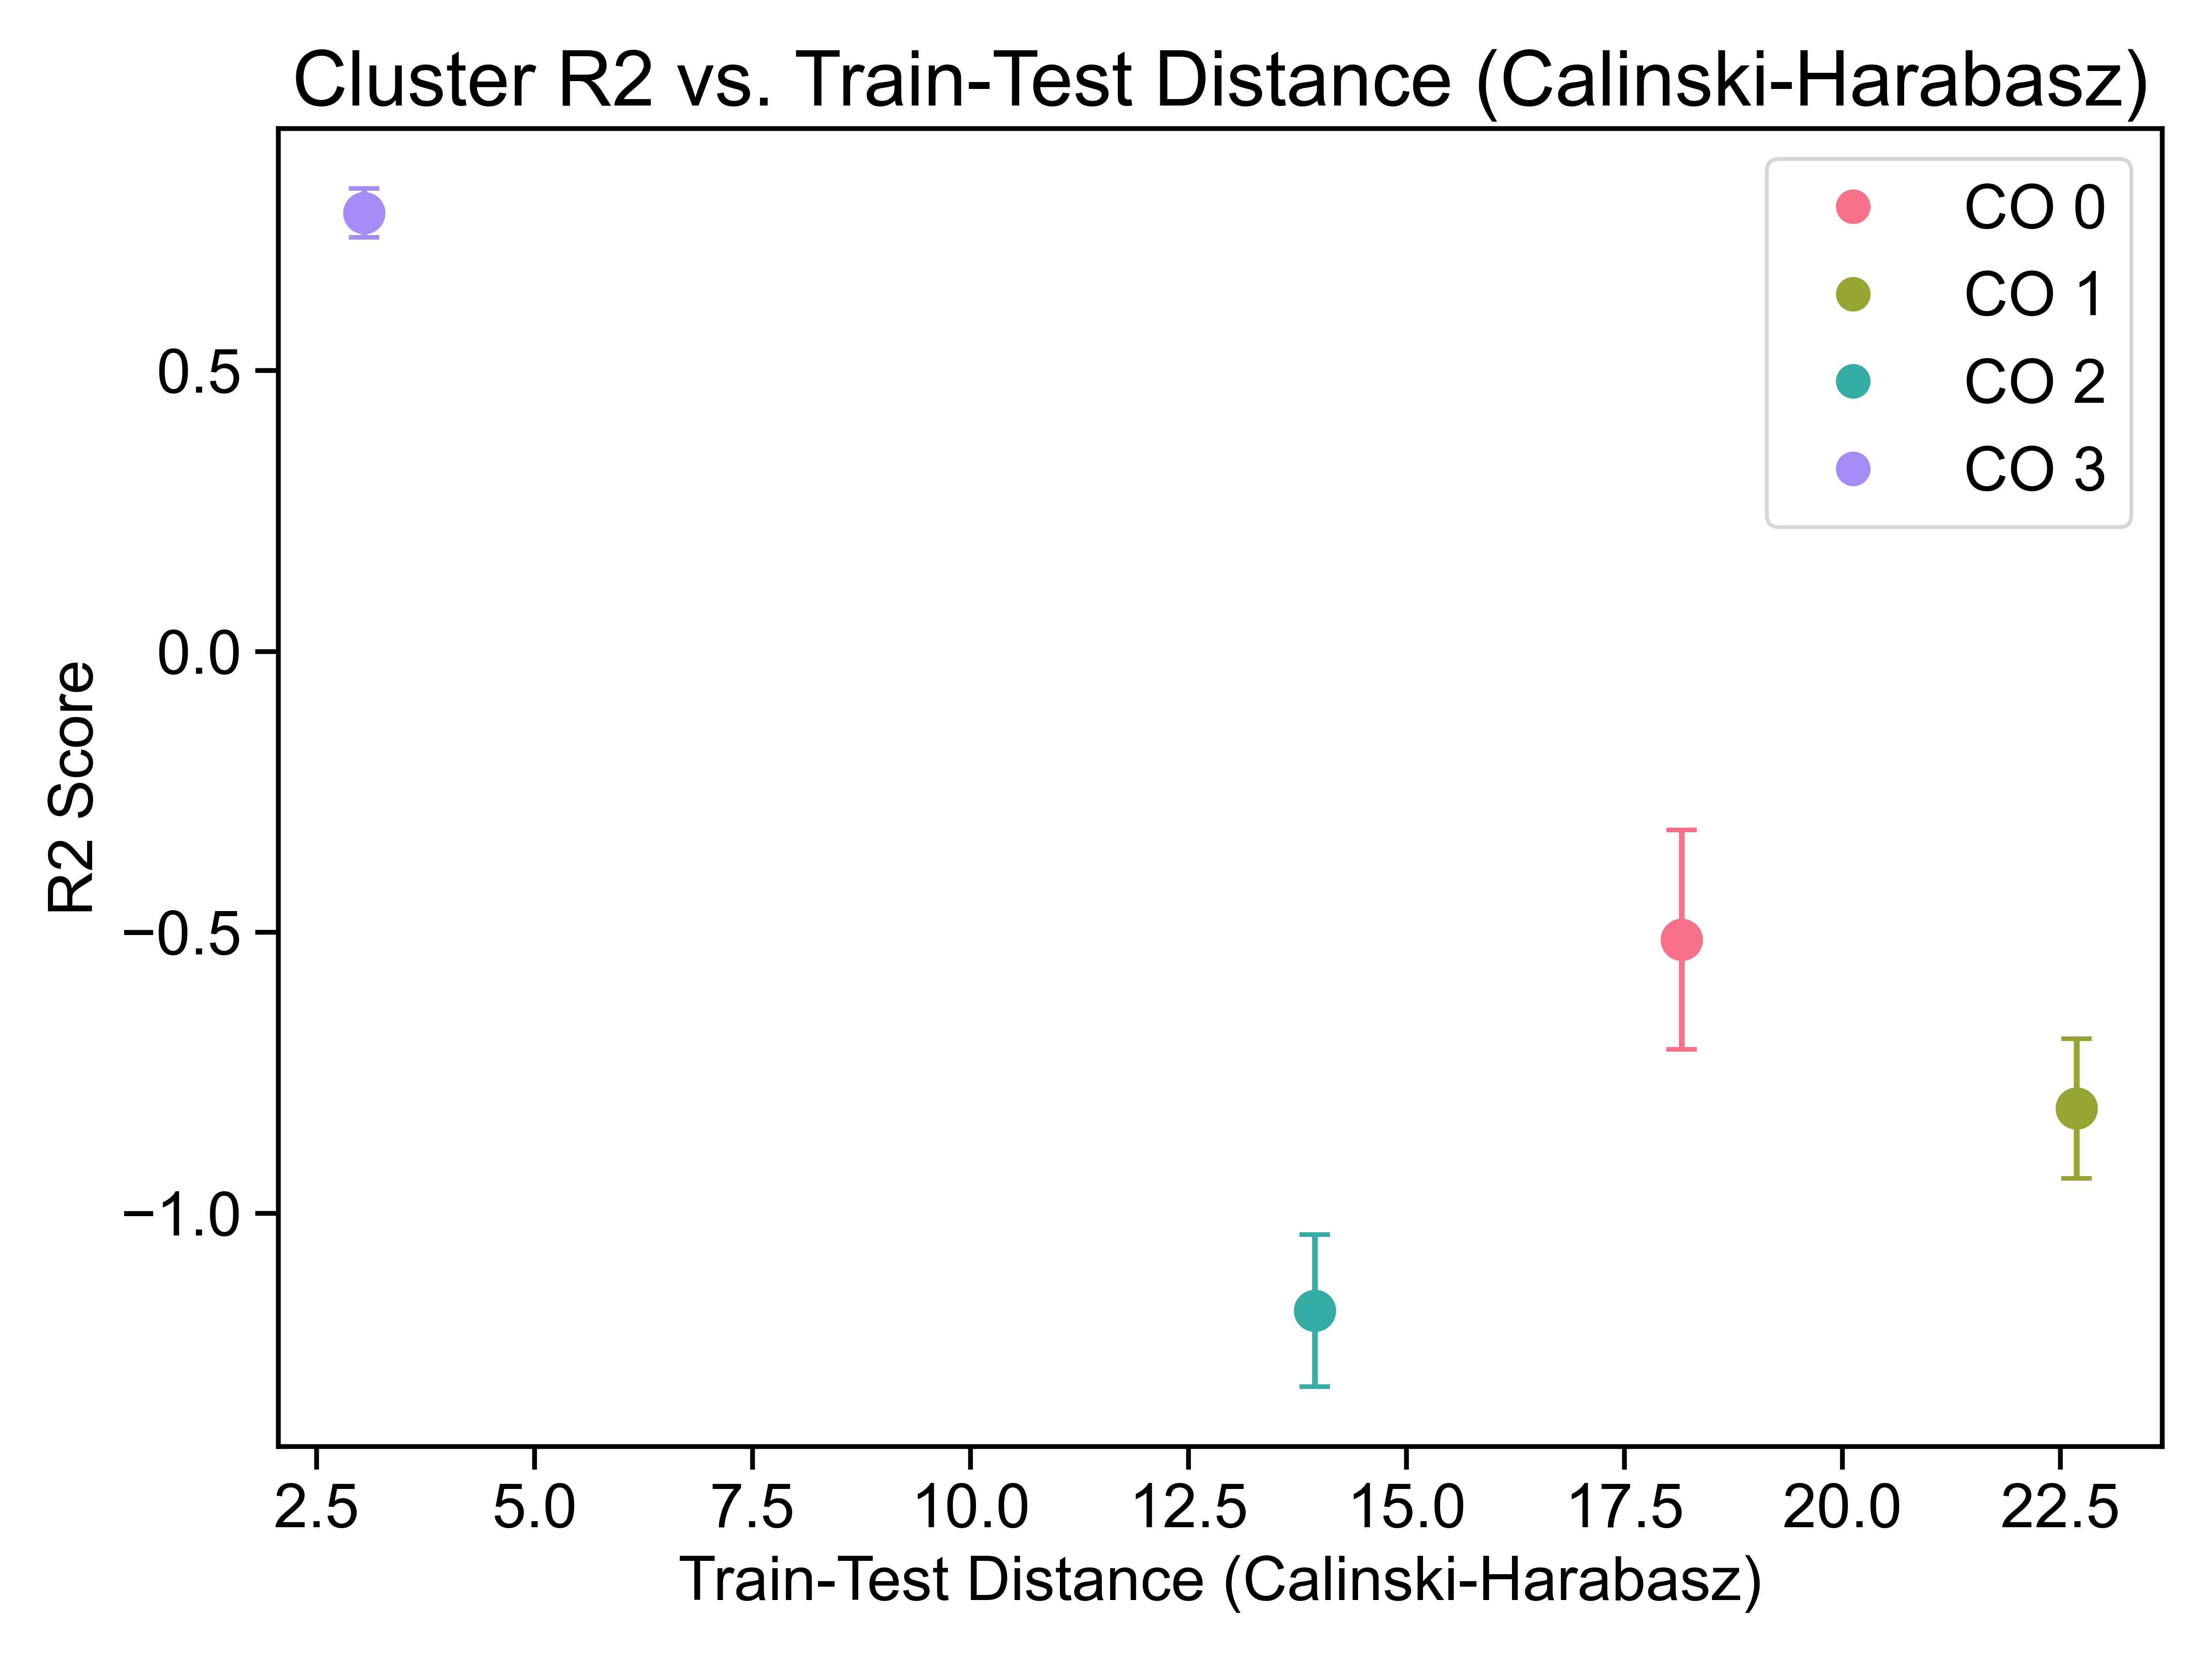 Cluster R2 vs. Train-Test Distance (Calinski-Harabasz)
CO 0
CO 1
CO 2
CO 3
R2 Score
0.5
0.0
−0.5
−1.0
2.5 5.0 7.5 10.0 12.5 15.0 17.5 20.0 22.5
Train-Test Distance (Calinski-Harabasz)